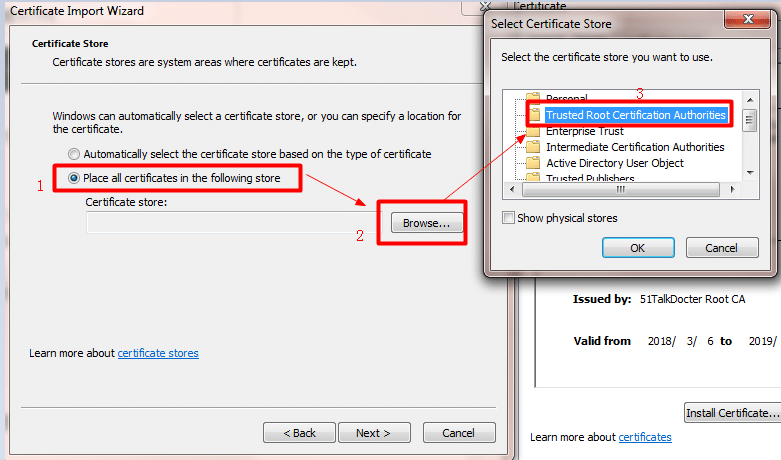 Certificate Import Wizard
Certificate Store
Certificate stores are system areas where certificates are kept.
Windows can automatically select a certificate store, or you can specify a location for
the certificate.
Automatically select the certificate store based on the type of certificate
1
Place all certificates in the following store
Certificate store:
Browse...
2
Learn more about certificate stores
< Back
Next >
Cancel
Certificate
Select Certificate Store
Select the certificate store you want to use.
3
Personal
Trusted Root Certification Authorities
Enterprise Trust
Intermediate Certification Authorities
Active Directory User Object
Trusted Publishers
Show physical stores
OK
Cancel
Issued by: 51TalkDocter Root CA
Valid from 2018/ 3/ 6 to 2019/
Install Certificate...
Learn more about certificates